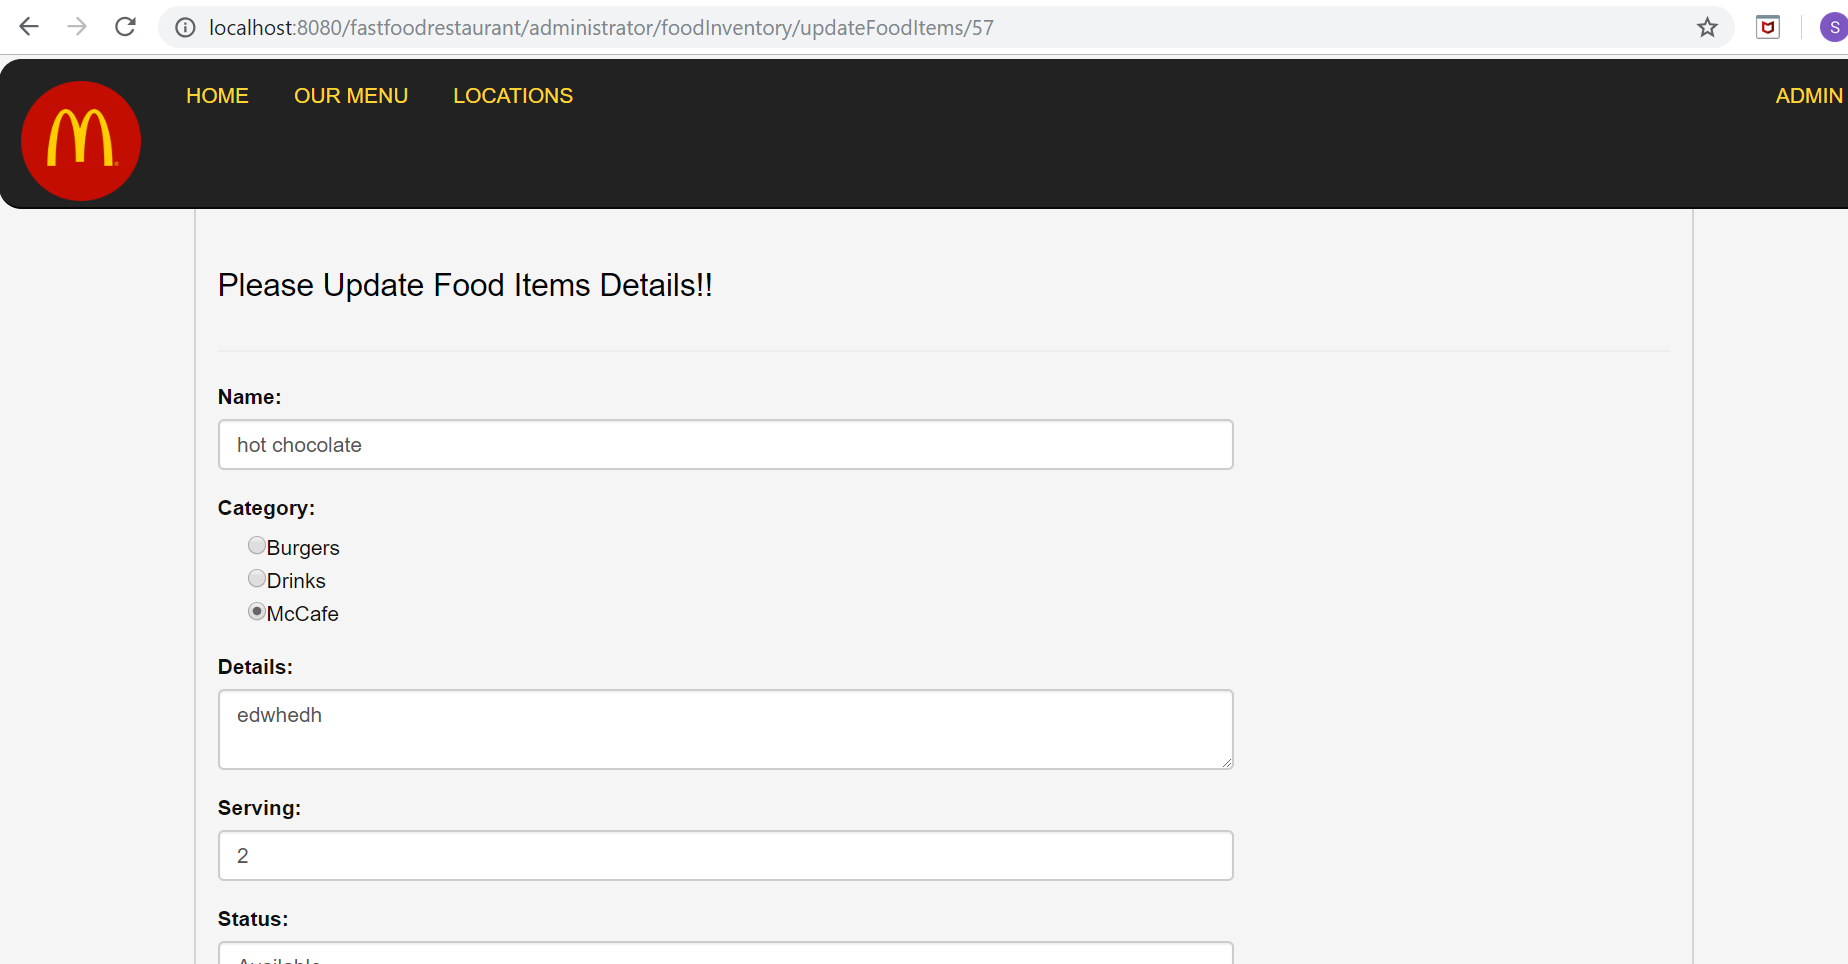 localhost:8080/fastfoodrestaurant/administrator/foodInventory/updateFoodItems/57
S
HOME OUR MENU LOCATIONS ADMIN
Please Update Food Items Details!!
Name:
hot chocolate
Category:
Burgers
Drinks
McCafe
Details:
edwhedh
Serving:
2
Status:
Available